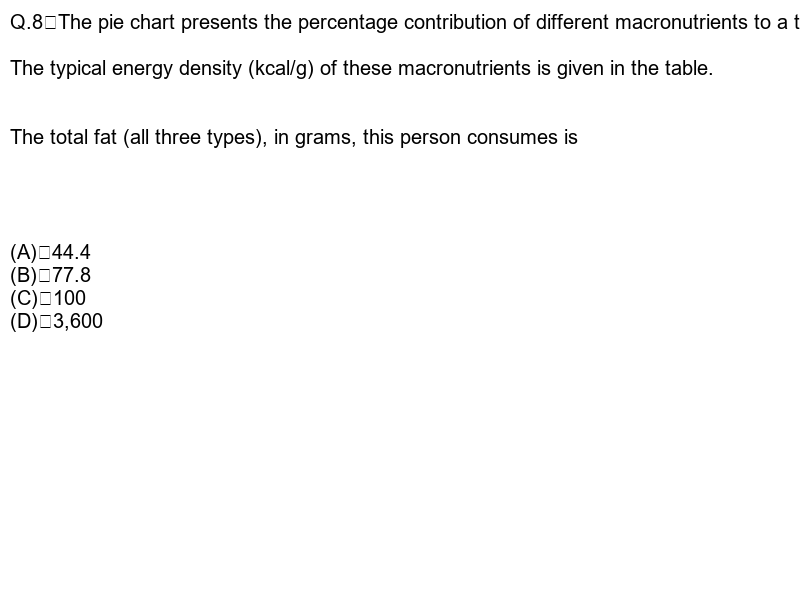 Q.8□The pie chart presents the percentage contribution of different macronutrients to a t
The typical energy density (kcal/g) of these macronutrients is given in the table.
The total fat (all three types), in grams, this person consumes is
(A)□44.4
(B)□77.8
(C)□100
(D)□3,600